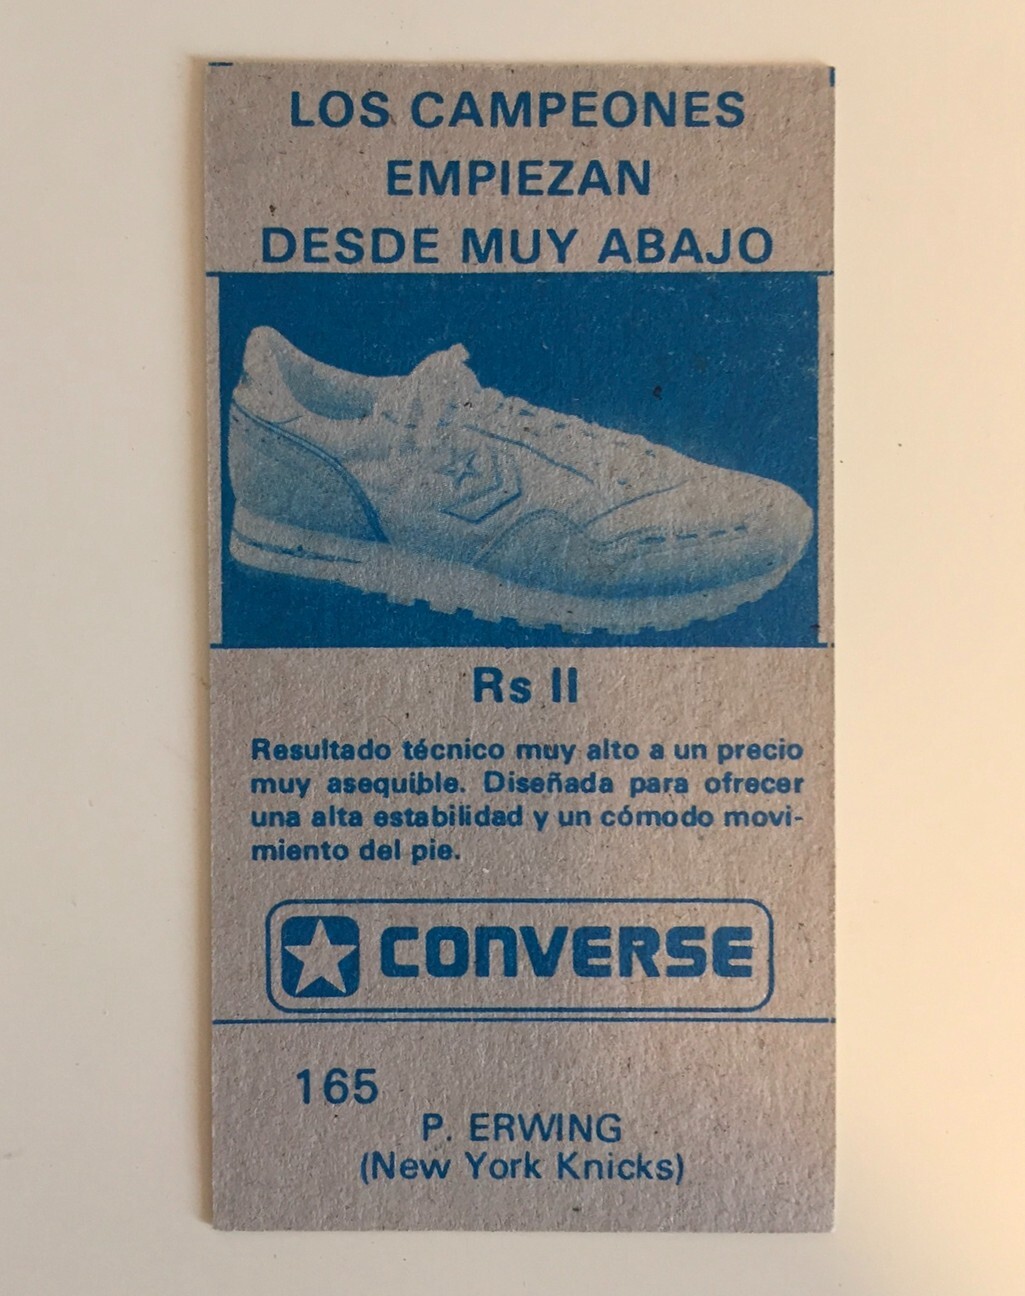 LOS CAMPEONES
EMPIEZAN
DESDE MUY ABAJO
Rs II
Resultado técnico muy alto a un precio
muy asequible. Diseñada para ofrecer
una alta estabilidad y un cómodo movi-
miento del pie.
CONVERSE
165
P. ERWING
(New York Knicks)